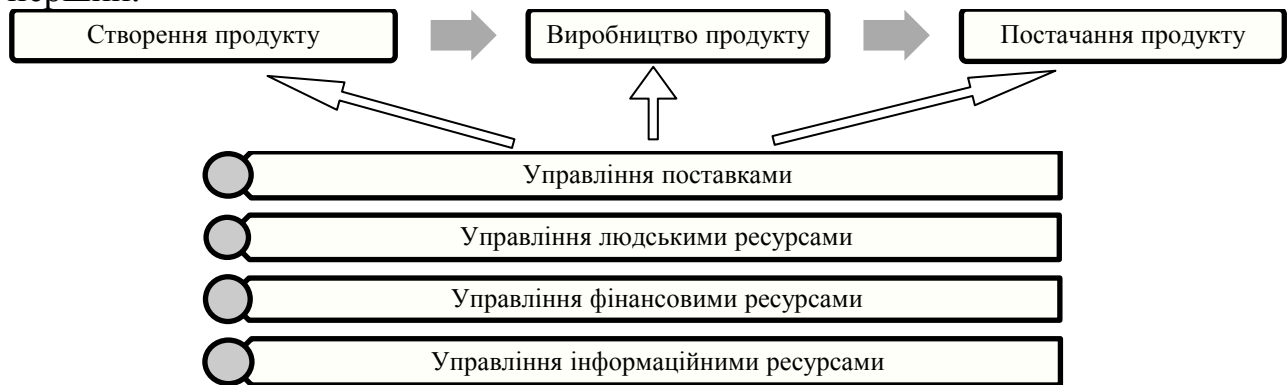 Створення продукту
Виробництво продукту
Постачання продукту
Управління поставками
Управління людськими ресурсами
Управління фінансовими ресурсами
Управління інформаційними ресурсами